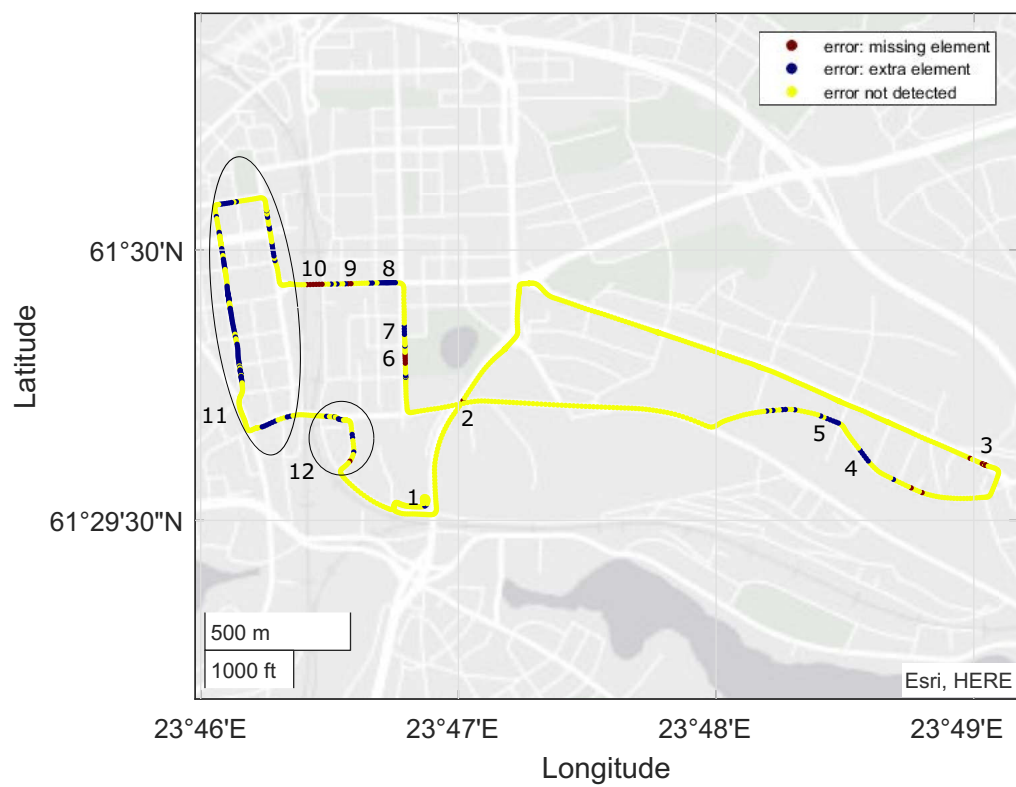 error: missing element
error: extra element
error not detected
61°30'N
10
9
8
7
6
11
2
5
3
12
4
1
61°29'30"N
500 m
1000 ft
Esri, HERE
23°46'E
23°47'E
23°48'E
23°49'E
Latitude
Longitude